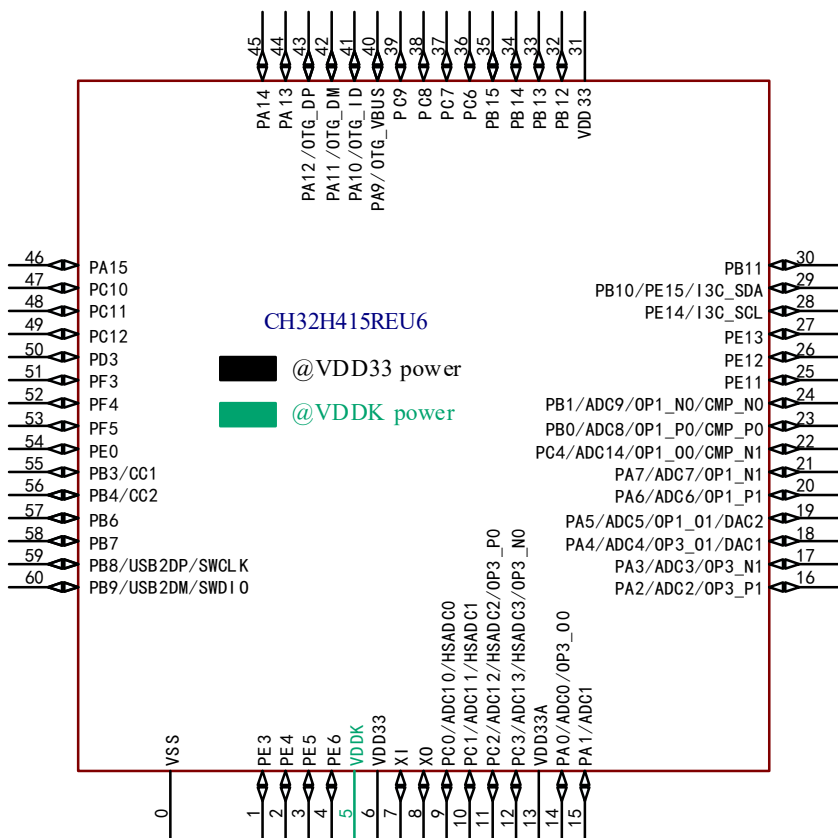 45 44 43 42 41 40 39 38 37 36 35 34 33 32 31
PA14
PA13
PA12/OTG_DP
PA11/OTG_DM
PA10/OTG_ID
PA9/OTG_VBUS
PC9
PC8
PC7
PC6
PB15
PB14
PB13
PB12
VDD33
46 PA15
47 PC10
48 PC11
49 PC12
50 PD3
51 PF3
52 PF4
53 PF5
54 PE0
55 PB3/CC1
56 PB4/CC2
57 PB6
58 PB7
59 PB8/USB2DP/SWCLK
60 PB9/USB2DM/SWDIO
CH32H415REU6
@VDD33 power
@VDDK power
PB11 30
PB10/PE15/I3C_SDA 29
PE14/I3C_SCL 28
PE13 27
PE12 26
PE11 25
PB1/ADC9/OP1_N0/CMP_N0 24
PB0/ADC8/OP1_P0/CMP_P0 23
PC4/ADC14/OP1_O0/CMP_N1 22
PA7/ADC7/OP1_N1 21
PA6/ADC6/OP1_P1 20
PA5/ADC5/OP1_O1/DAC2 19
PA4/ADC4/OP3_O1/DAC1 18
PA3/ADC3/OP3_N1 17
PA2/ADC2/OP3_P1 16
VSS
PE3
PE4
PE5
PE6
VDDK
VDD33
XI
XO
PC0/ADC10/HSADC0
PC1/ADC11/HSADC1
PC2/ADC12/HSADC2/OP3_P0
PC3/ADC13/HSADC3/OP3_N0
VDD33A
PA0/ADC0/OP3_O0
PA1/ADC1
0 1 2 3 4 5 6 7 8 9 10 11 12 13 14 15